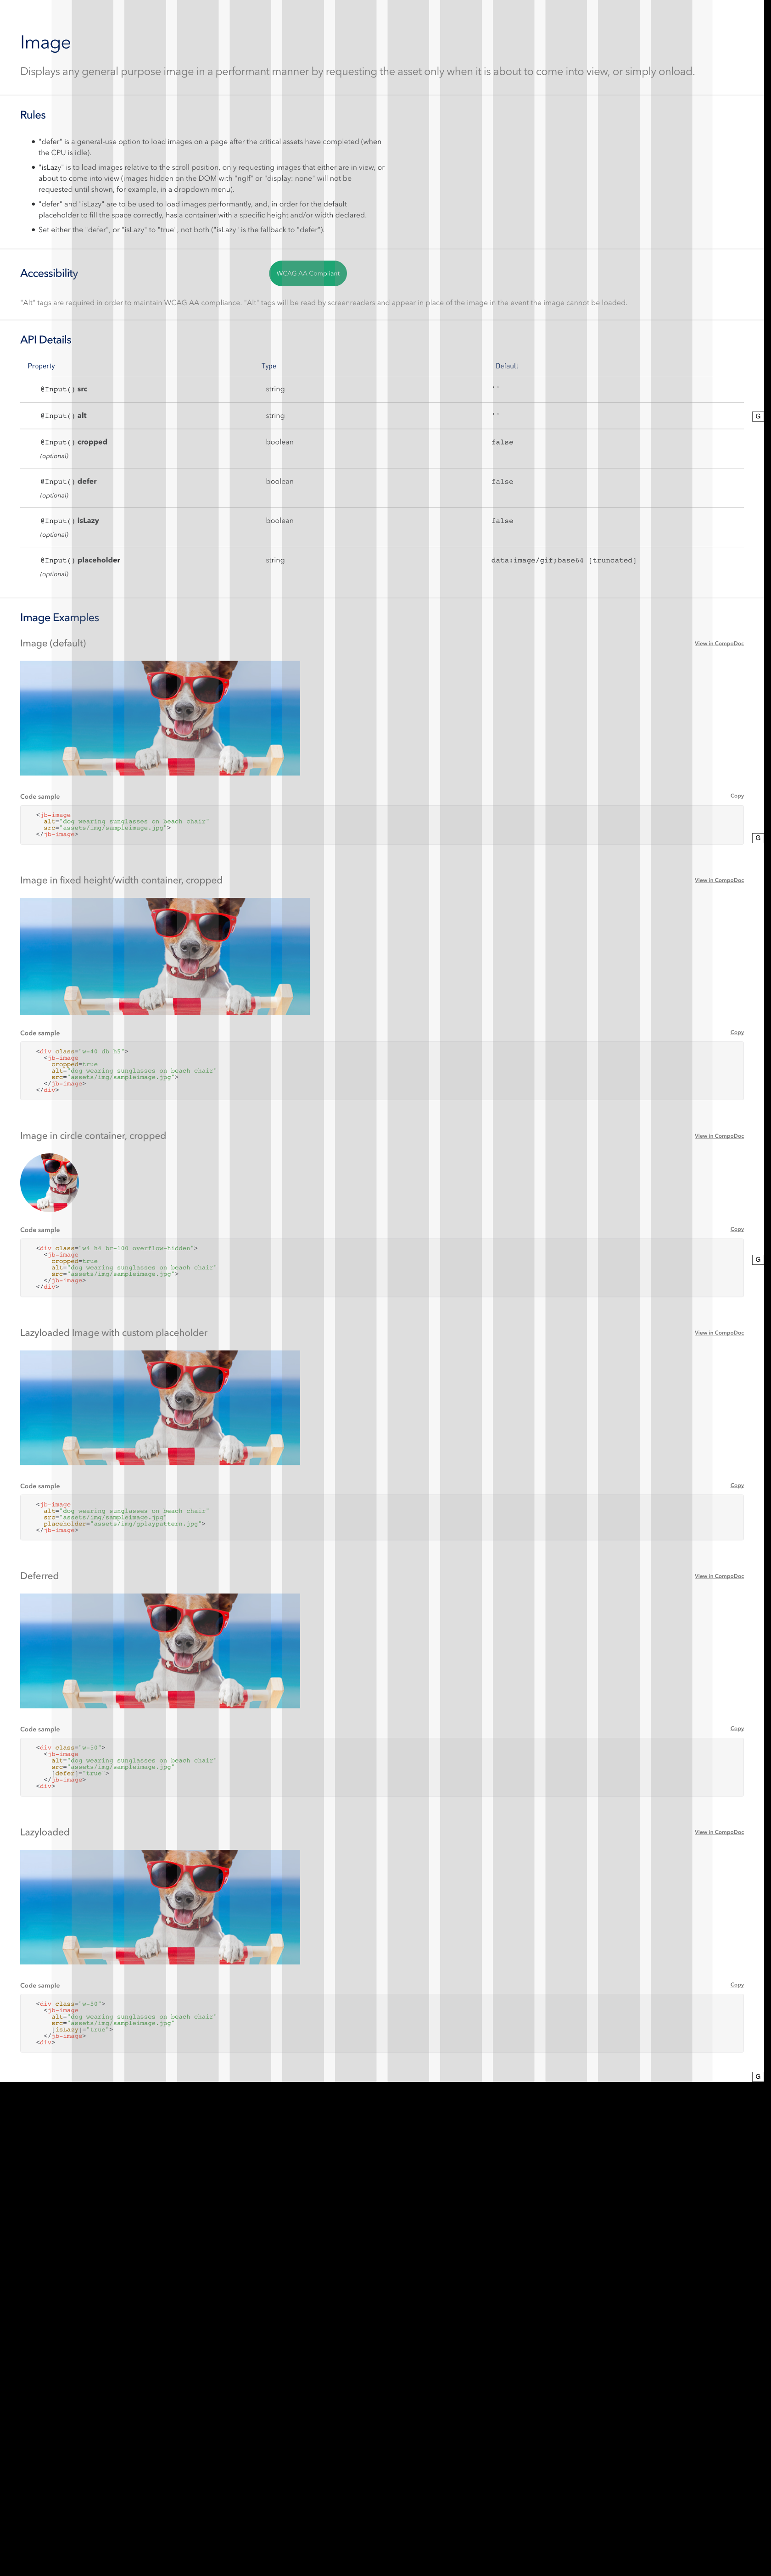 Image
Displays any general purpose image in a performant manner by requesting the asset only when it is about to come into view, or simply onload.
Rules
• "defer" is a general-use option to load images on a page after the critical assets have completed (when
the CPU is idle).
• "isLazy" is to load images relative to the scroll position, only requesting images that either are in view, or
about to come into view (images hidden on the DOM with "ngIf" or "display: none" will not be
requested until shown, for example, in a dropdown menu).
• "defer" and "isLazy" are to be used to load images performantly, and, in order for the default
placeholder to fill the space correctly, has a container with a specific height and/or width declared.
• Set either the "defer", or "isLazy" to "true", not both ("isLazy" is the fallback to "defer").
Accessibility WCAG AA Compliant
"Alt" tags are required in order to maintain WCAG AA compliance. "Alt" tags will be read by screenreaders and appear in place of the image in the event the image cannot be loaded.
API Details
Property Type Default
@Input() src string ''
@Input() alt string ''
G
@Input() cropped boolean false
(optional)
@Input() defer boolean false
(optional)
@Input() isLazy boolean false
(optional)
@Input() placeholder string data:image/gif;base64 [truncated]
(optional)
Image Examples
Image (default) View in CompoDoc
Code sample Copy
<jb-image
alt="dog wearing sunglasses on beach chair"
src="assets/img/sampleimage.jpg">
</jb-image>
G
Image in fixed height/width container, cropped View in CompoDoc
Code sample Copy
<div class="w-40 db h5">
<jb-image
cropped=true
alt="dog wearing sunglasses on beach chair"
src="assets/img/sampleimage.jpg">
</jb-image>
</div>
Image in circle container, cropped View in CompoDoc
Code sample Copy
<div class="w4 h4 br-100 overflow-hidden">
<jb-image
cropped=true
G
alt="dog wearing sunglasses on beach chair"
src="assets/img/sampleimage.jpg">
</jb-image>
</div>
Lazyloaded Image with custom placeholder View in CompoDoc
Code sample Copy
<jb-image
alt="dog wearing sunglasses on beach chair"
src="assets/img/sampleimage.jpg"
placeholder="assets/img/gplaypattern.jpg">
</jb-image>
Deferred View in CompoDoc
Code sample Copy
<div class="w-50">
<jb-image
alt="dog wearing sunglasses on beach chair"
src="assets/img/sampleimage.jpg"
[defer]="true">
</jb-image>
<div>
Lazyloaded View in CompoDoc
Code sample Copy
<div class="w-50">
<jb-image
alt="dog wearing sunglasses on beach chair"
src="assets/img/sampleimage.jpg"
[isLazy]="true">
</jb-image>
<div>
G